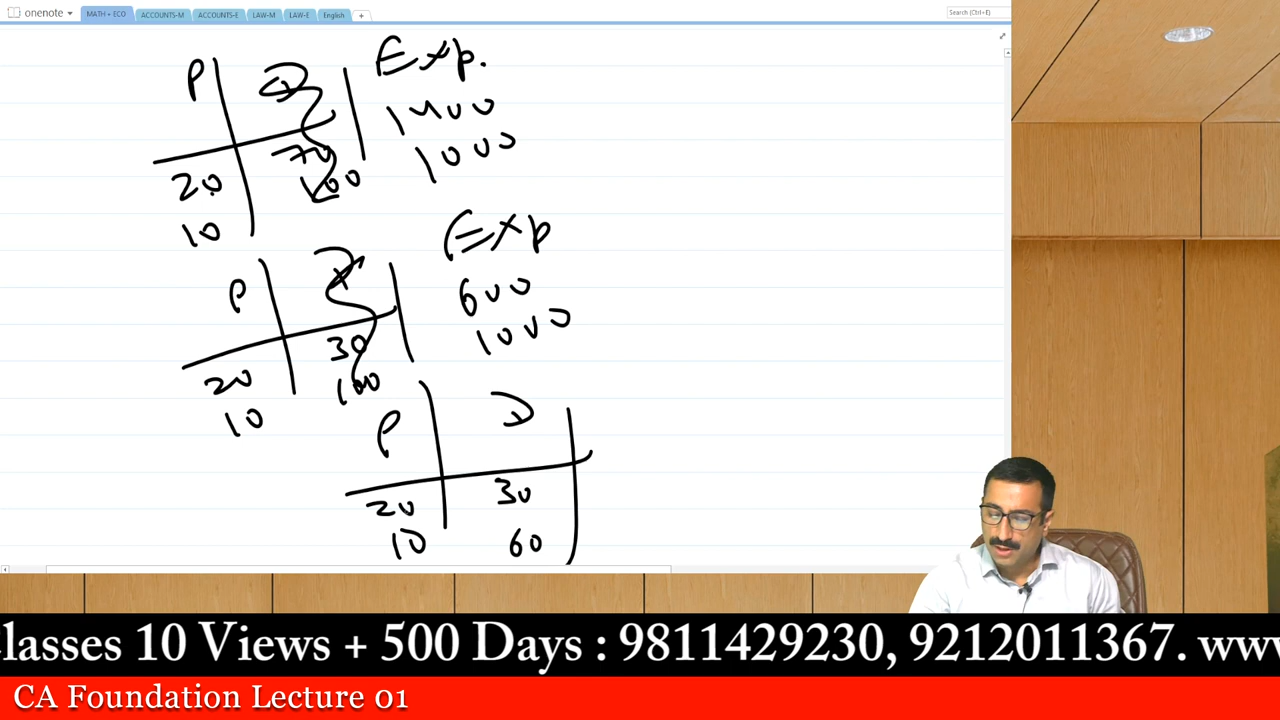 onenote
MATH + ECO ACCOUNTS-M ACCOUNTS-E LAW-M LAW-E English +
Search (Ctrl+E)
P D Exp.
20 70 1400
10 100 1000
P D Exp
20 30 600
10 100 1000
P D
20 30
10 60
Classes 10 Views + 500 Days : 9811429230, 9212011367. www
CA Foundation Lecture 01